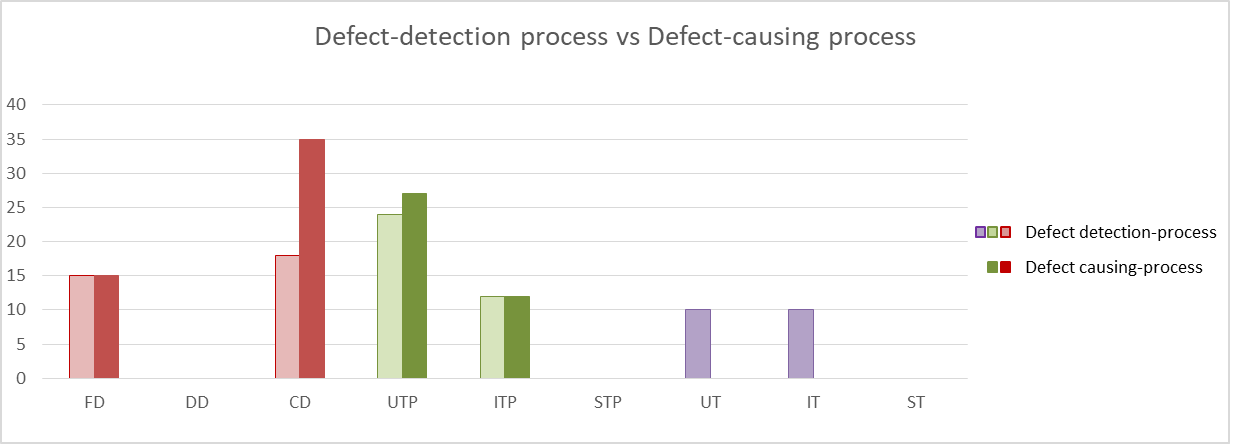 Defect-detection process vs Defect-causing process
40
35
30
25
20
15
10
5
0
FD DD CD UTP ITP STP UT IT ST
Defect detection-process
Defect causing-process